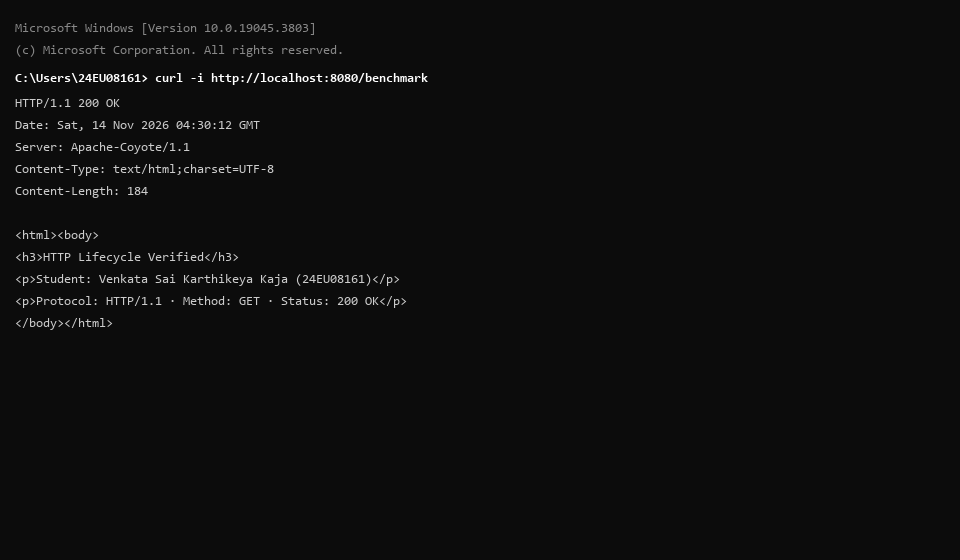 Microsoft Windows [Version 10.0.19045.3803]
(c) Microsoft Corporation. All rights reserved.
C:\Users\24EU08161> curl -i http://localhost:8080/benchmark
HTTP/1.1 200 OK
Date: Sat, 14 Nov 2026 04:30:12 GMT
Server: Apache-Coyote/1.1
Content-Type: text/html;charset=UTF-8
Content-Length: 184
<html><body>
<h3>HTTP Lifecycle Verified</h3>
<p>Student: Venkata Sai Karthikeya Kaja (24EU08161)</p>
<p>Protocol: HTTP/1.1 · Method: GET · Status: 200 OK</p>
</body></html>